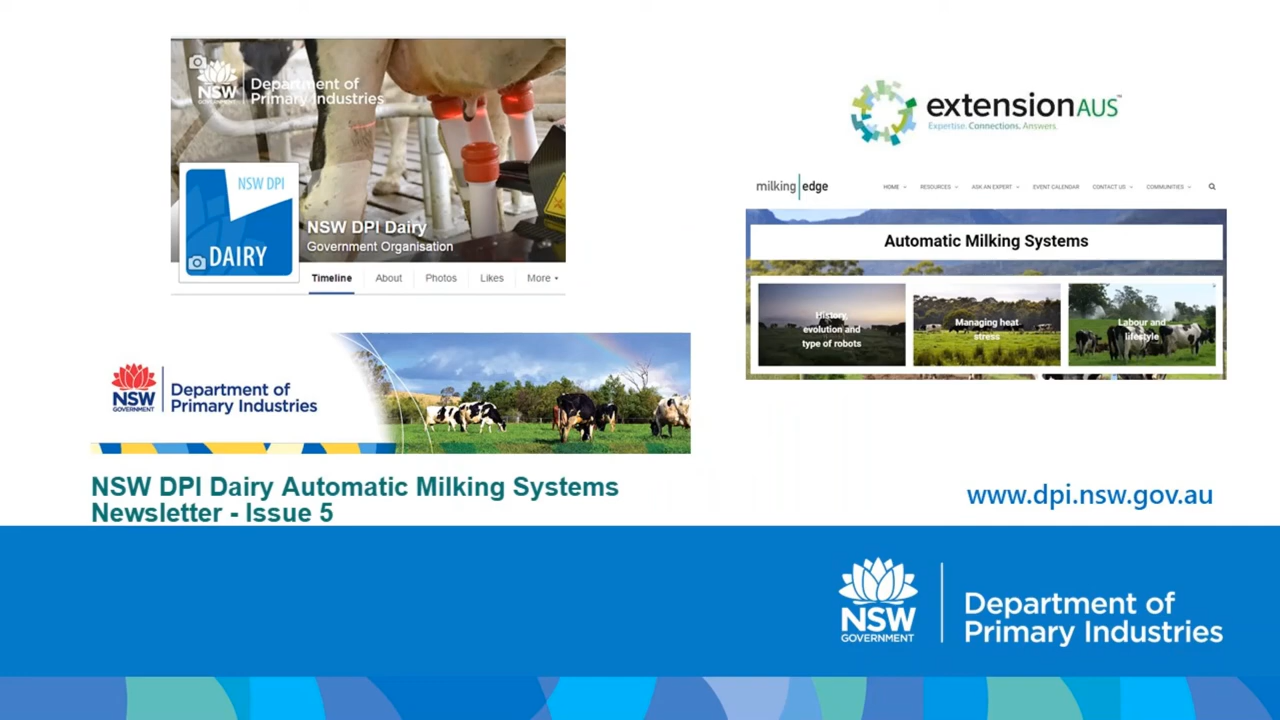 NSW
GOVERNMENT
Department of
Primary Industries
NSW DPI
DAIRY
NSW DPI Dairy
Government Organisation
Timeline
About
Photos
Likes
More
extensionAUS™
Expertise. Connections. Answers.
milking edge
HOME
RESOURCES
ASK AN EXPERT
EVENT CALENDAR
CONTACT US
COMMUNITIES
Automatic Milking Systems
History,
evolution and
type of robots
Managing heat
stress
Labour and
lifestyle
NSW
GOVERNMENT
Department of
Primary Industries
NSW DPI Dairy Automatic Milking Systems
Newsletter - Issue 5
www.dpi.nsw.gov.au
NSW
GOVERNMENT
Department of
Primary Industries